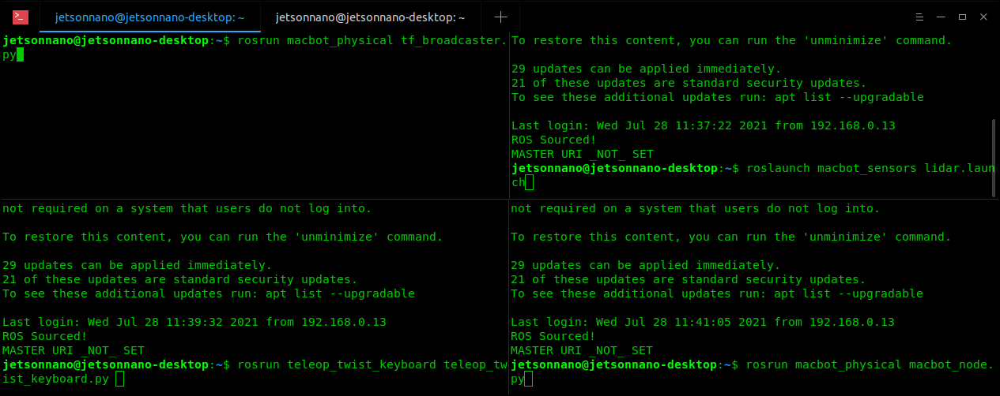 jetsonnano@jetsonnano-desktop: ~
jetsonnano@jetsonnano-desktop: ~
jetsonnano@jetsonnano-desktop:~$ rosrun macbot_physical tf_broadcaster.
py
To restore this content, you can run the 'unminimize' command.
29 updates can be applied immediately.
21 of these updates are standard security updates.
To see these additional updates run: apt list --upgradable
Last login: Wed Jul 28 11:37:22 2021 from 192.168.0.13
ROS Sourced!
MASTER URI _NOT_ SET
jetsonnano@jetsonnano-desktop:~$ roslaunch macbot_sensors lidar.laun
ch
not required on a system that users do not log into.
To restore this content, you can run the 'unminimize' command.
29 updates can be applied immediately.
21 of these updates are standard security updates.
To see these additional updates run: apt list --upgradable
Last login: Wed Jul 28 11:39:32 2021 from 192.168.0.13
ROS Sourced!
MASTER URI _NOT_ SET
jetsonnano@jetsonnano-desktop:~$ rosrun teleop_twist_keyboard teleop_tw
ist_keyboard.py
not required on a system that users do not log into.
To restore this content, you can run the 'unminimize' command.
29 updates can be applied immediately.
21 of these updates are standard security updates.
To see these additional updates run: apt list --upgradable
Last login: Wed Jul 28 11:41:05 2021 from 192.168.0.13
ROS Sourced!
MASTER URI _NOT_ SET
jetsonnano@jetsonnano-desktop:~$ rosrun macbot_physical macbot_node.
py